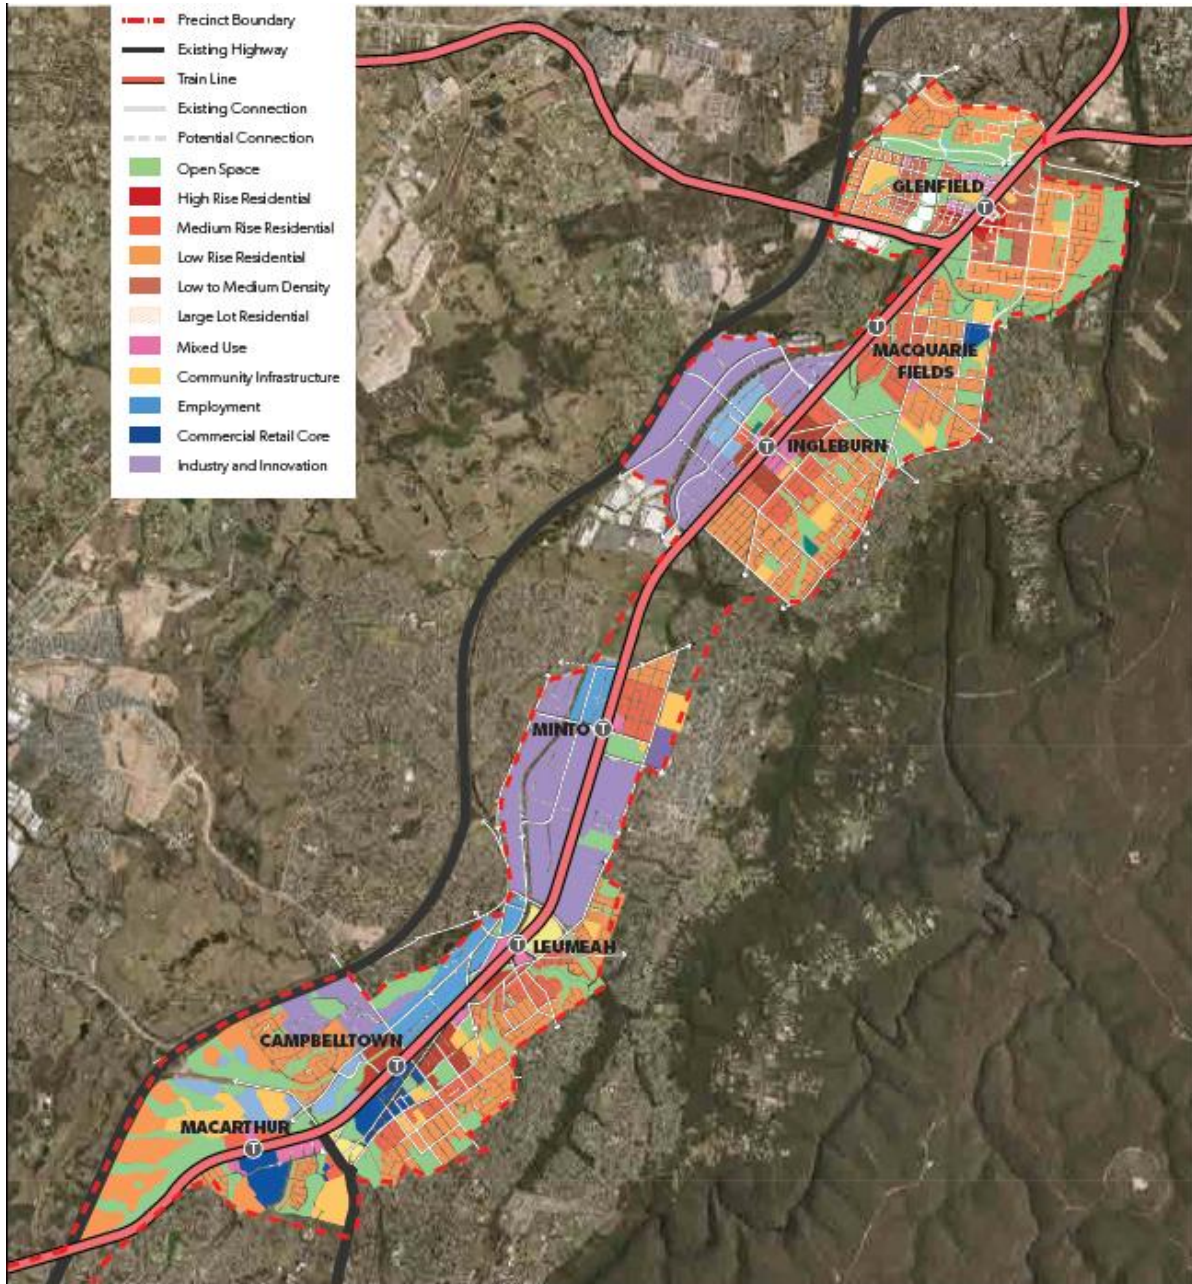 Precinct Boundary
Existing Highway
Train Line
Existing Connection
Potential Connection
Open Space
High Rise Residential
Medium Rise Residential
Low Rise Residential
Low to Medium Density
Large Lot Residential
Mixed Use
Community Infrastructure
Employment
Commercial Retail Core
Industry and Innovation
GLENFIELD
T
T
MACQUARIE
FIELDS
T
INGLEBURN
MINTO
T
T
LEUMEAH
CAMPBELLTOWN
T
MACARTHUR
T